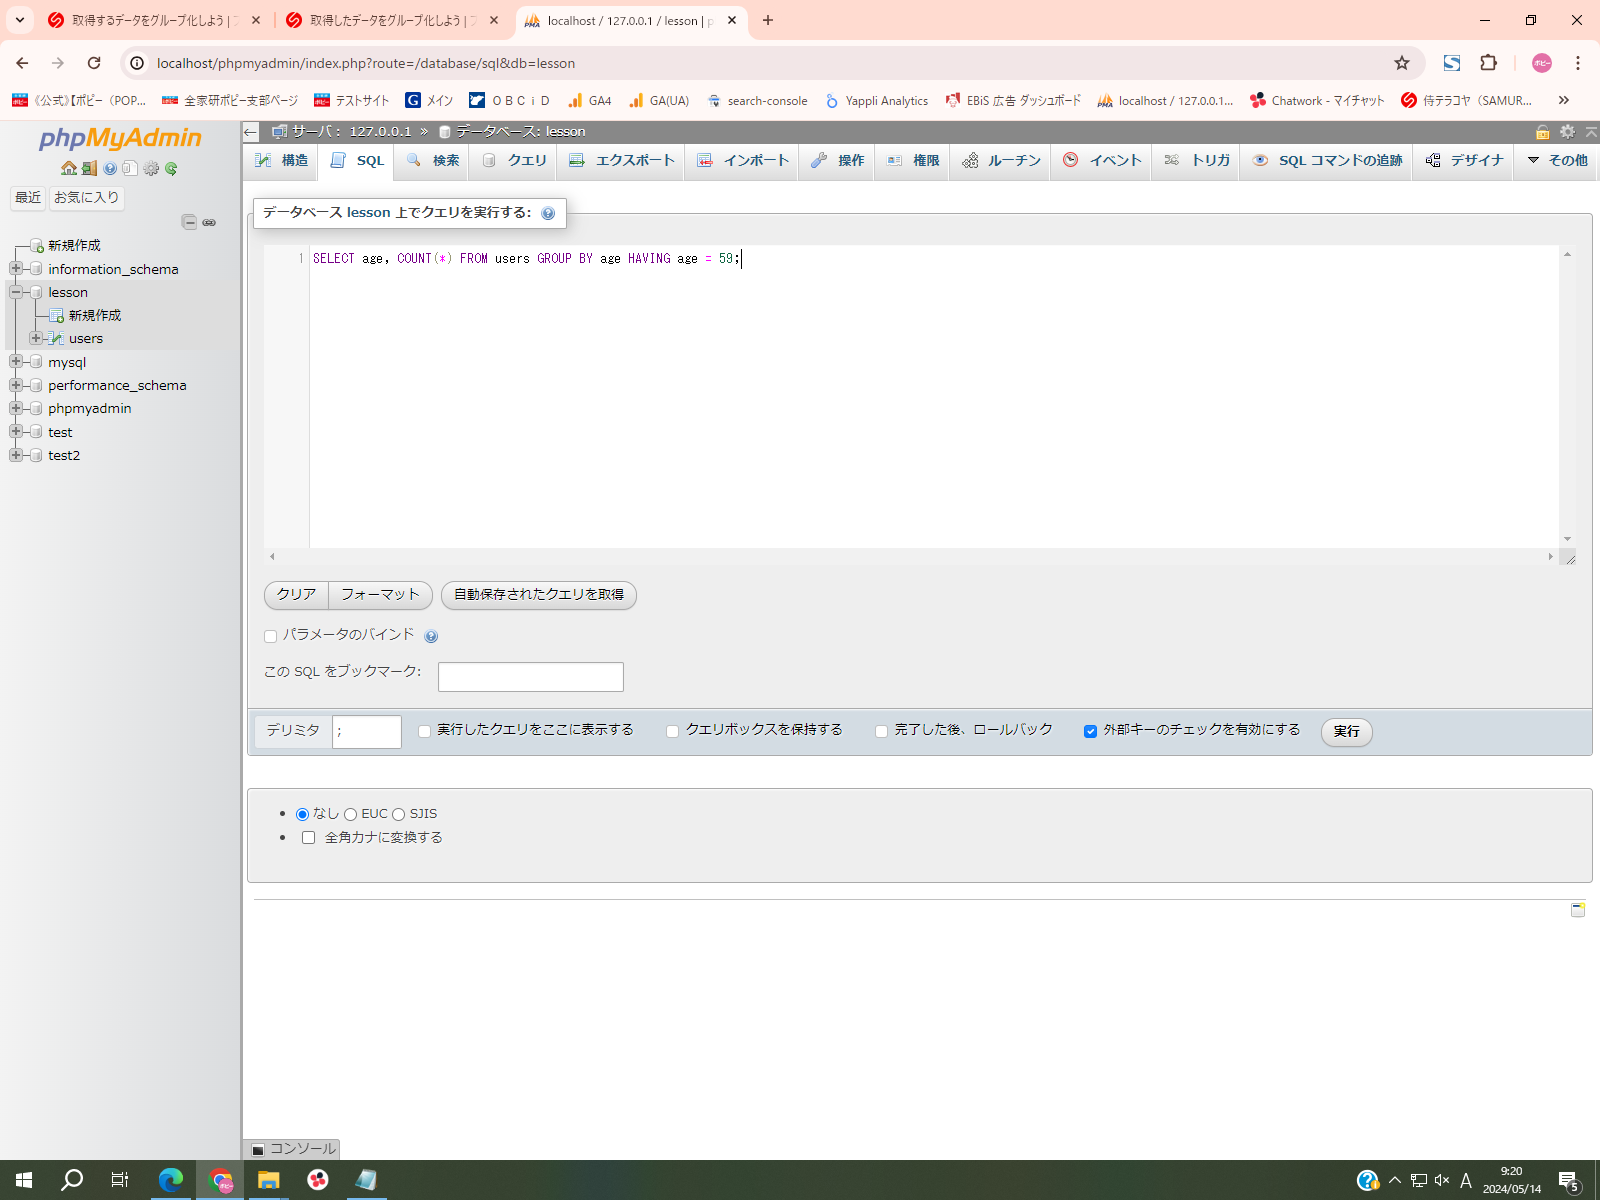 取得するデータをグループ化しよう |
取得したデータをグループ化しよう |
localhost / 127.0.0.1 / lesson | p
localhost/phpmyadmin/index.php?route=/database/sql&db=lesson
《公式》【ポピー（POP...
全家研ポピー支部ページ
テストサイト
メイン
ＯＢＣｉＤ
GA4
GA(UA)
search-console
Yappli Analytics
EBiS 広告 ダッシュボード
localhost / 127.0.0.1...
Chatwork - マイチャット
侍テラコヤ（SAMUR...
phpMyAdmin
最近
お気に入り
新規作成
information_schema
lesson
新規作成
users
mysql
performance_schema
phpmyadmin
test
test2
サーバ： 127.0.0.1 » データベース: lesson
構造
SQL
検索
クエリ
エクスポート
インポート
操作
権限
ルーチン
イベント
トリガ
SQL コマンドの追跡
デザイナ
その他
データベース lesson 上でクエリを実行する:
1 SELECT age, COUNT(*) FROM users GROUP BY age HAVING age = 59;
クリア
フォーマット
自動保存されたクエリを取得
パラメータのバインド
この SQL をブックマーク:
デリミタ
;
実行したクエリをここに表示する
クエリボックスを保持する
完了した後、ロールバック
外部キーのチェックを有効にする
実行
なし
EUC
SJIS
全角カナに変換する
コンソール
A
9:20
2024/05/14
5